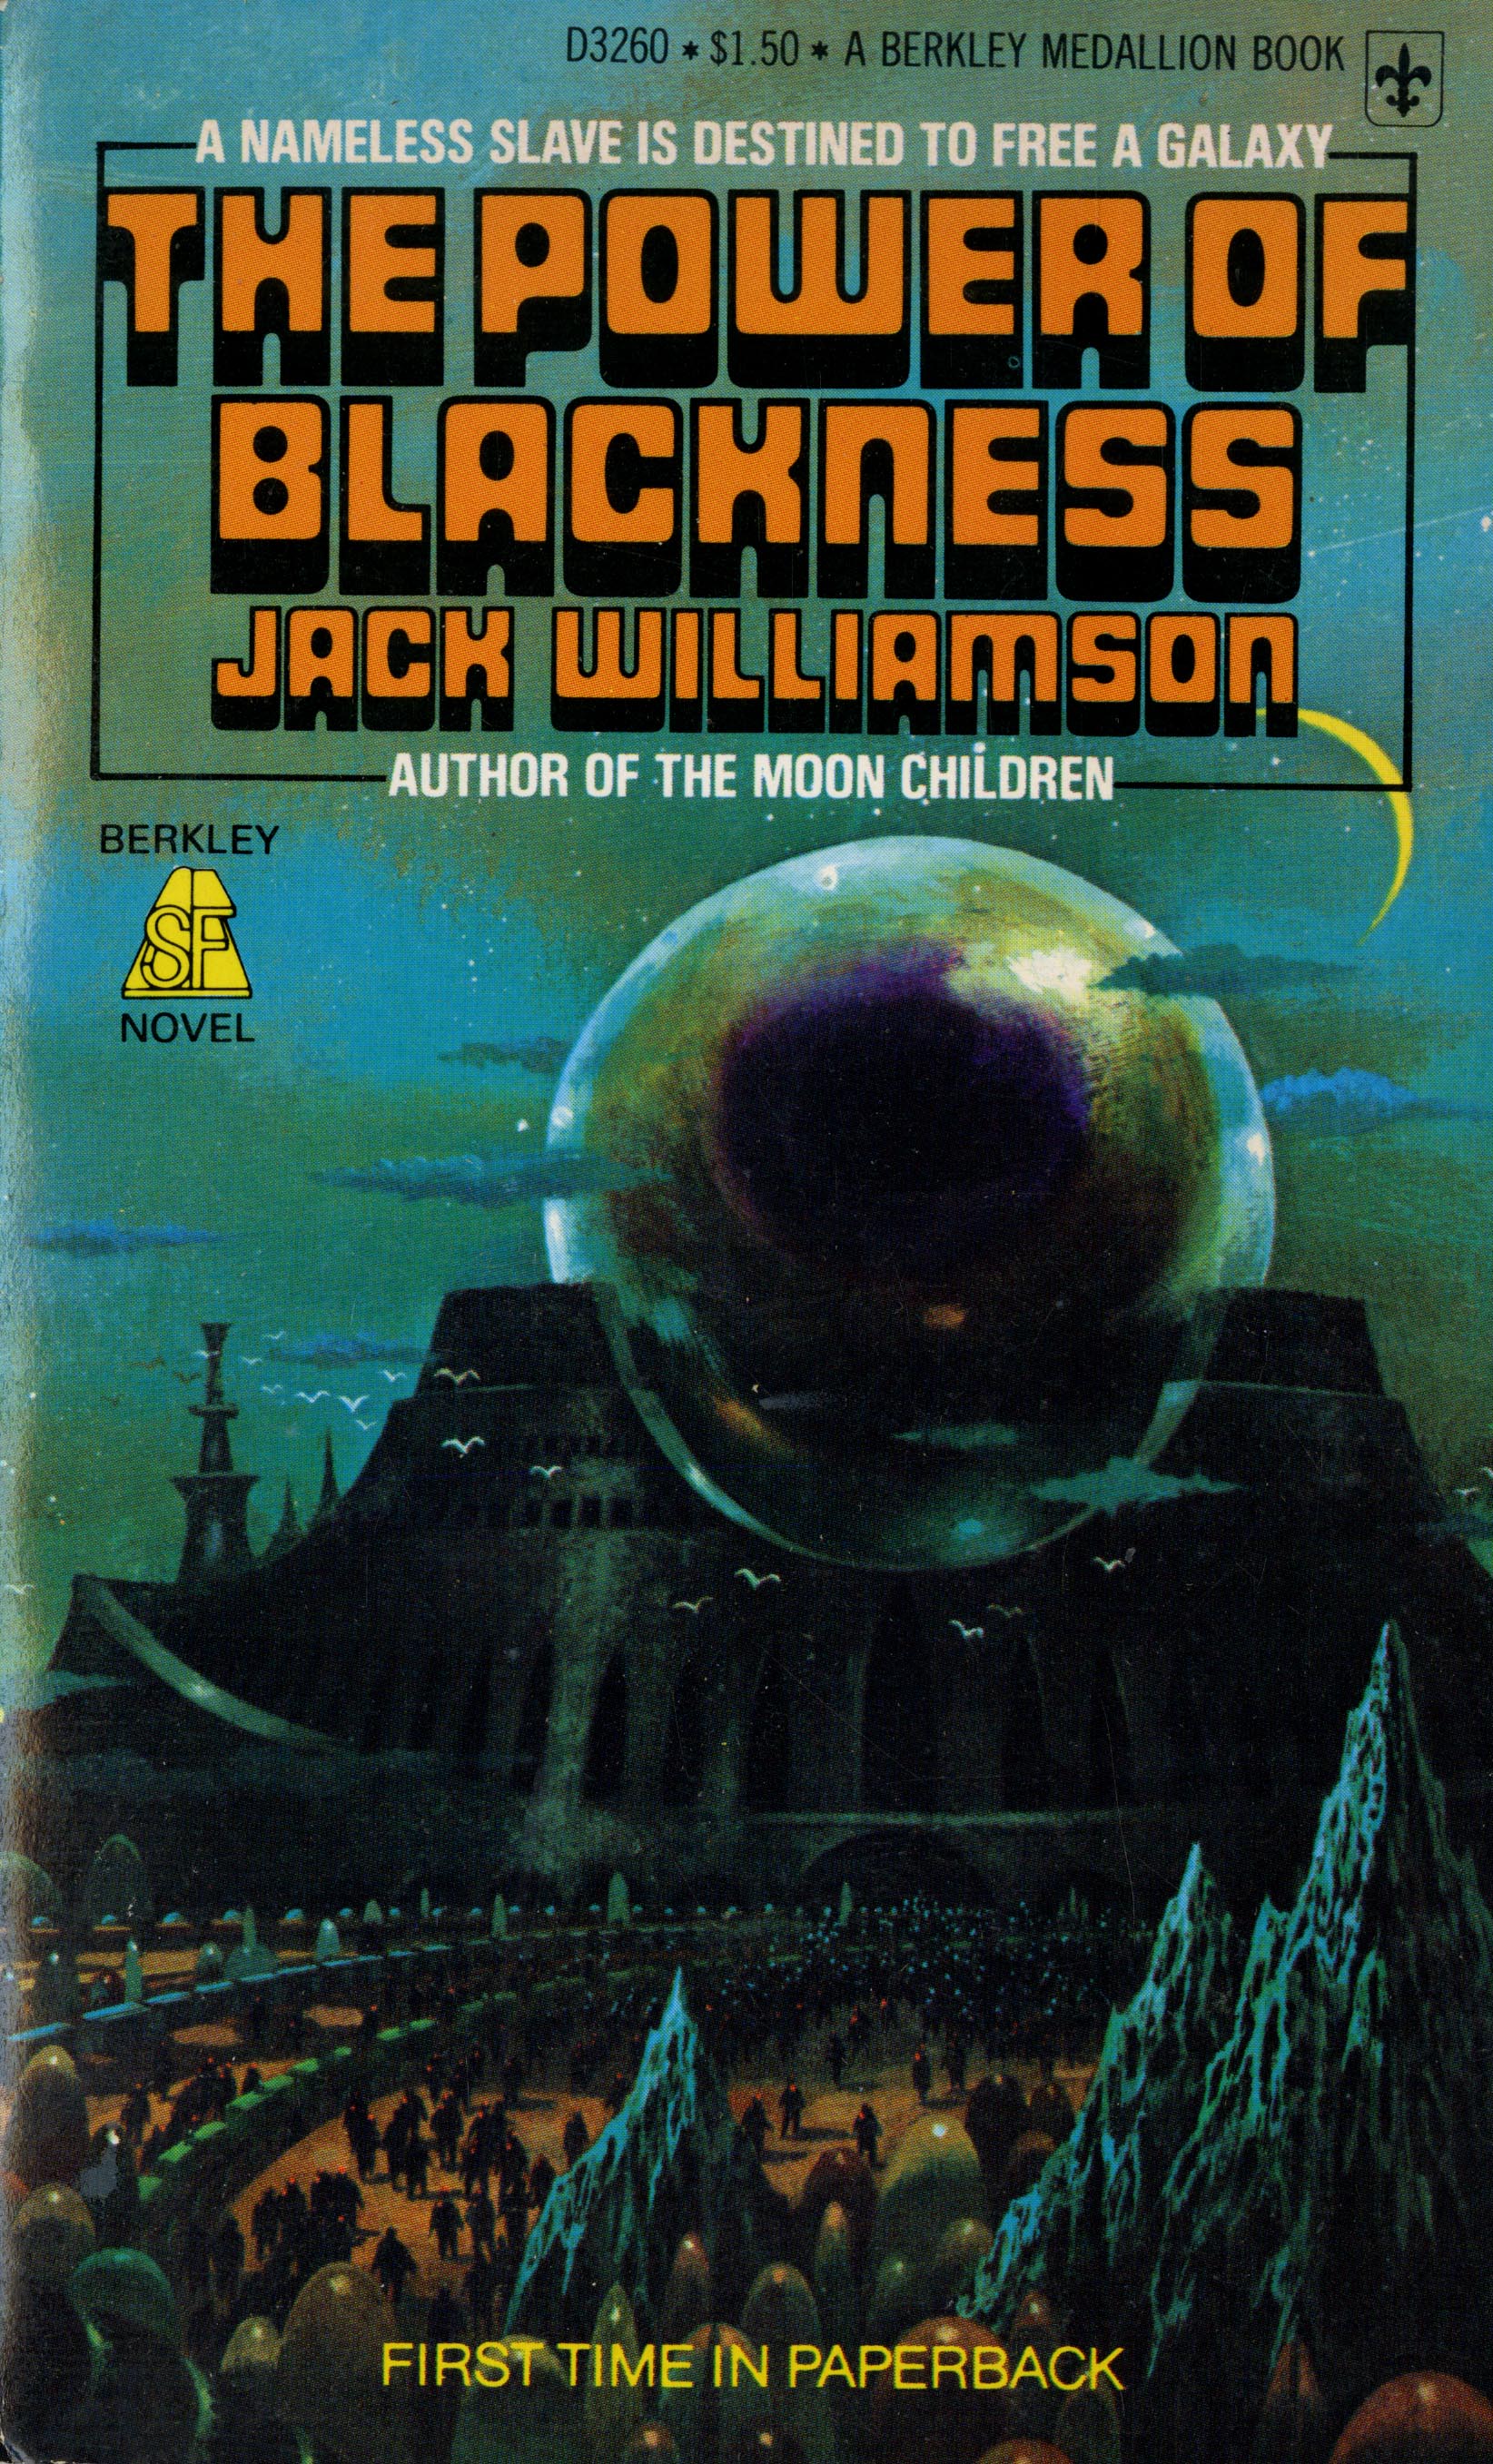 D3260 * $1.50 * A BERKLEY MEDALLION BOOK
A NAMELESS SLAVE IS DESTINED TO FREE A GALAXY
THE POWER OF
BLACKNESS
JACK WILLIAMSON
AUTHOR OF THE MOON CHILDREN
BERKLEY
SF
NOVEL
FIRST TIME IN PAPERBACK